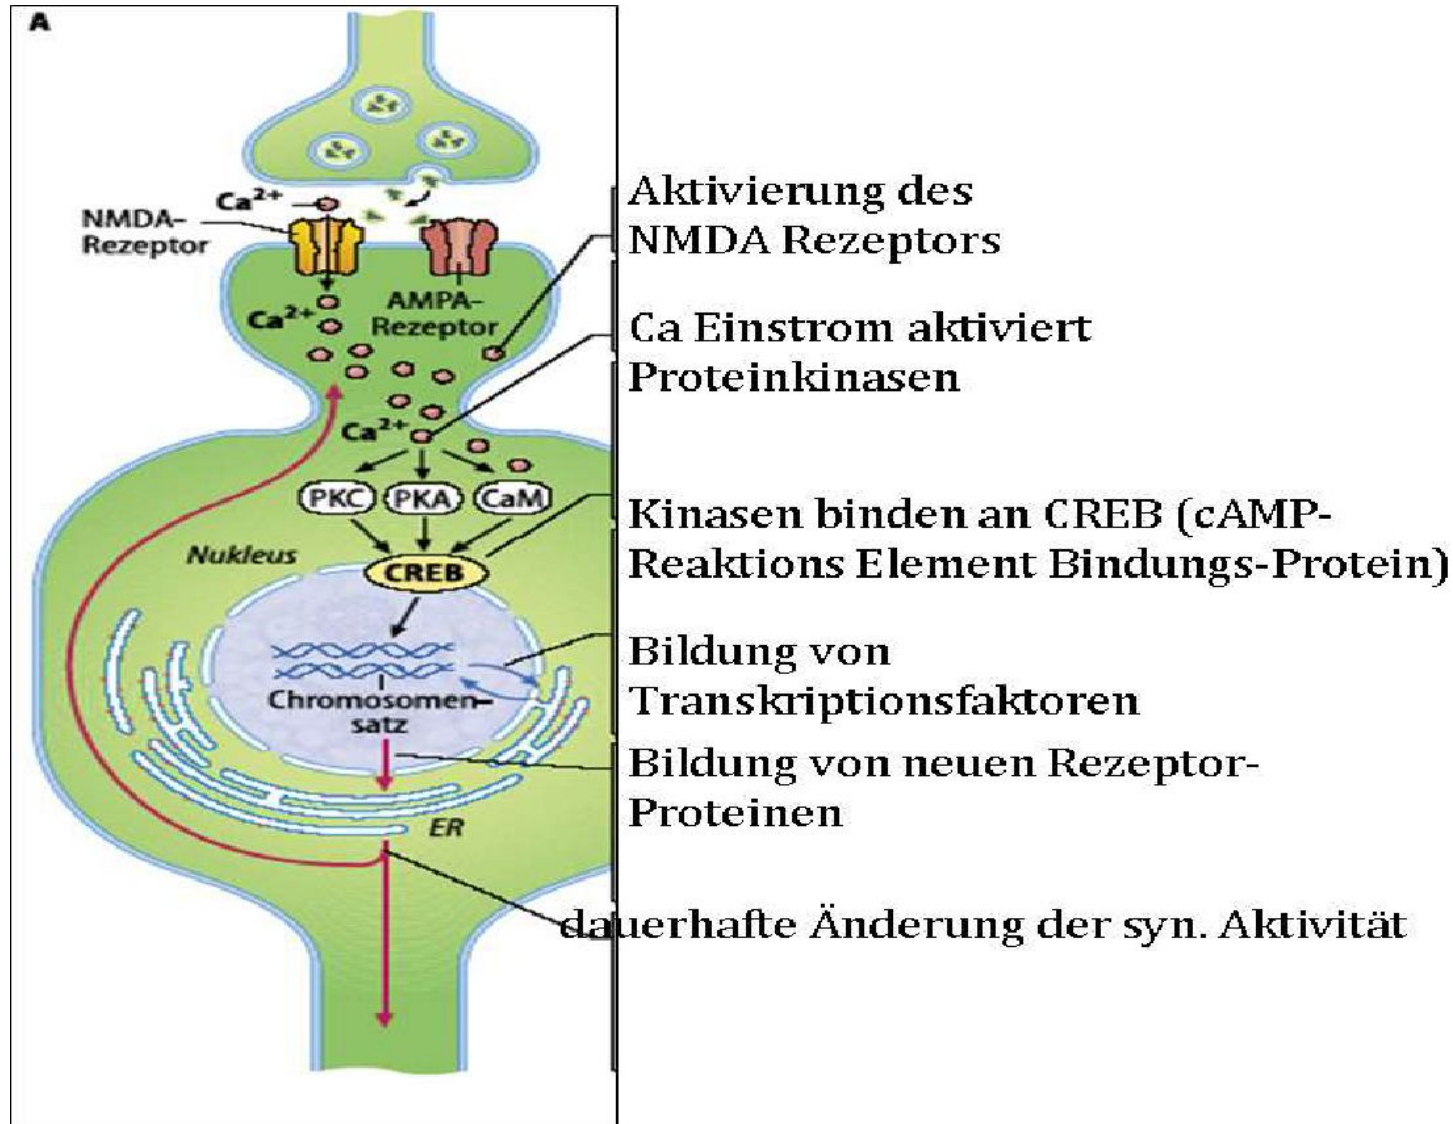 A
Ca²⁺
NMDA-
Rezeptor
Ca²⁺
AMPA-
Rezeptor
Ca²⁺
PKC PKA CaM
Nukleus
CREB
Chromosomen-
satz
ER
Aktivierung des
NMDA Rezeptors
Ca Einstrom aktiviert
Proteinkinasen
Kinasen binden an CREB (cAMP-
Reaktions Element Bindungs-Protein)
Bildung von
Transkriptionsfaktoren
Bildung von neuen Rezeptor-
Proteinen
dauerhafte Änderung der syn. Aktivität